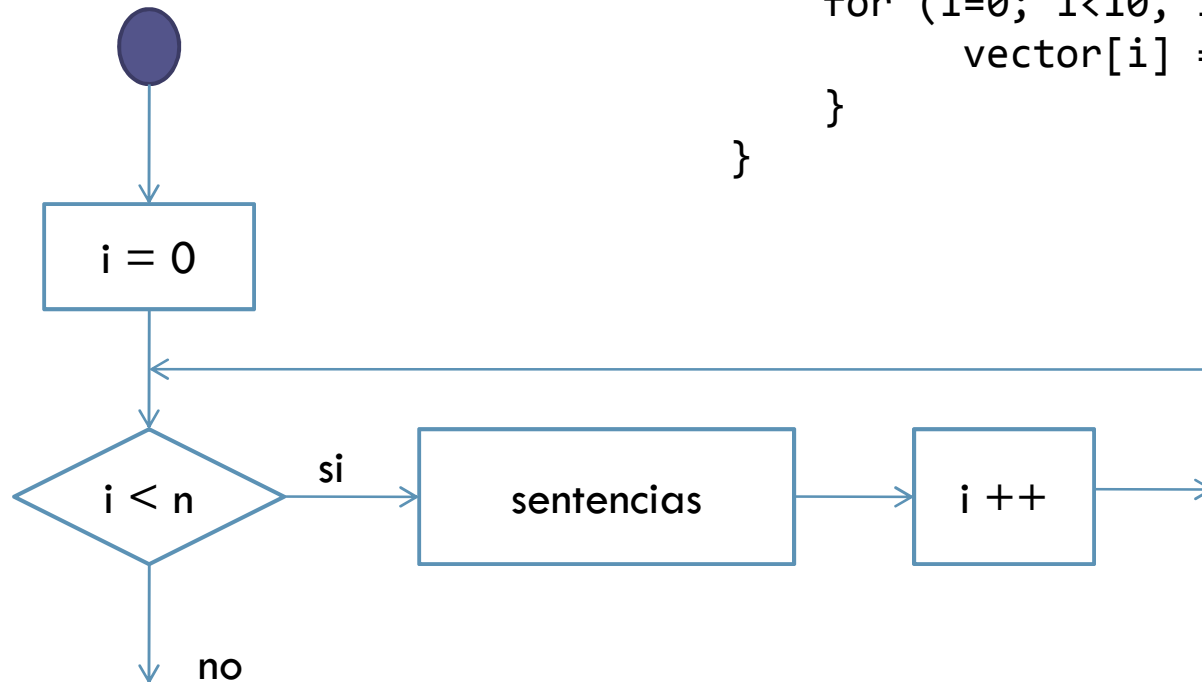 for (i=0; i<10, i
vector[i] =
}
}
i = 0
i < n
si
sentencias
i ++
no